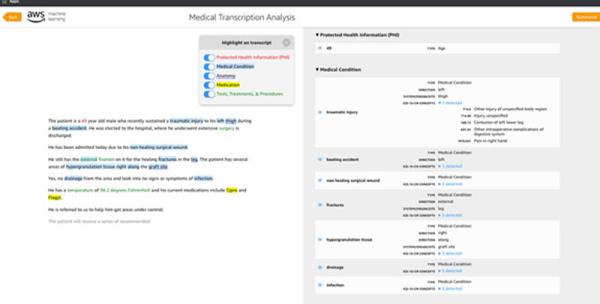 Apps
Exit
aws machine learning
Medical Transcription Analysis
Summarize
Highlight on transcript
Protected Health Information (PHI)
Medical Condition
Anatomy
Medication
Tests, Treatments, & Procedures
The patient is a 49 year old male who recently sustained a traumatic injury to his left thigh during
a beating accident. He was elected to the hospital, where he underwent extensive surgery is
discharged.
He has been admitted today due to his non healing surgical wound.
He still has the external fixation on it for the healing fractures in the leg. The patient has several
areas of hypergranulation tissue right along the graft site.
Yes, no drainage from the area and look into no signs or symptoms of infection.
He has a temperature of 98.2 degrees Fahrenheit and his current medications include Cipro and
Flagyl.
He is referred to us to help him get areas under control.
The patient will receive a series of recommended
Protected Health Information (PHI)
49 TYPE Age
Medical Condition
TYPE Medical Condition
DIRECTION left
SYSTEM/ORGAN/SITE thigh
ICD-10-CM CONCEPTS 5 detected
traumatic injury
Other injury of unspecified body region
Injury, unspecified
Contusion of left lower leg
Other intraoperative complications of
digestive system
Pain in right hand
beating accident
TYPE Medical Condition
DIRECTION left
ICD-10-CM CONCEPTS 5 detected
non healing surgical wound
TYPE Medical Condition
ICD-10-CM CONCEPTS 5 detected
fractures
TYPE Medical Condition
DIRECTION external
SYSTEM/ORGAN/SITE leg
ICD-10-CM CONCEPTS 5 detected
hypergranulation tissue
TYPE Medical Condition
DIRECTION right
DIRECTION along
SYSTEM/ORGAN/SITE graft site
ICD-10-CM CONCEPTS 5 detected
drainage
TYPE Medical Condition
ICD-10-CM CONCEPTS 5 detected
infection
TYPE Medical Condition
ICD-10-CM CONCEPTS 5 detected